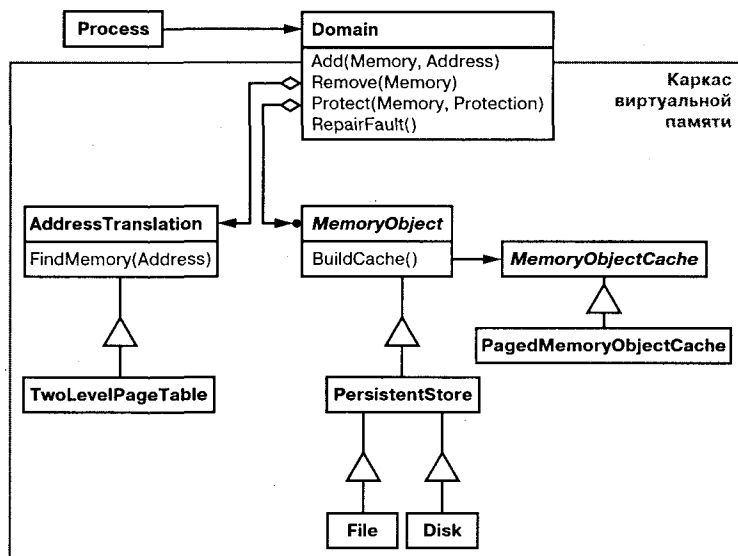 Process
Domain
Add(Memory, Address)
Remove(Memory)
Protect(Memory, Protection)
RepairFault()
Каркас
виртуальной
памяти
AddressTranslation
FindMemory(Address)
MemoryObject
BuildCache()
MemoryObjectCache
PagedMemoryObjectCache
TwoLevelPageTable
PersistentStore
File
Disk